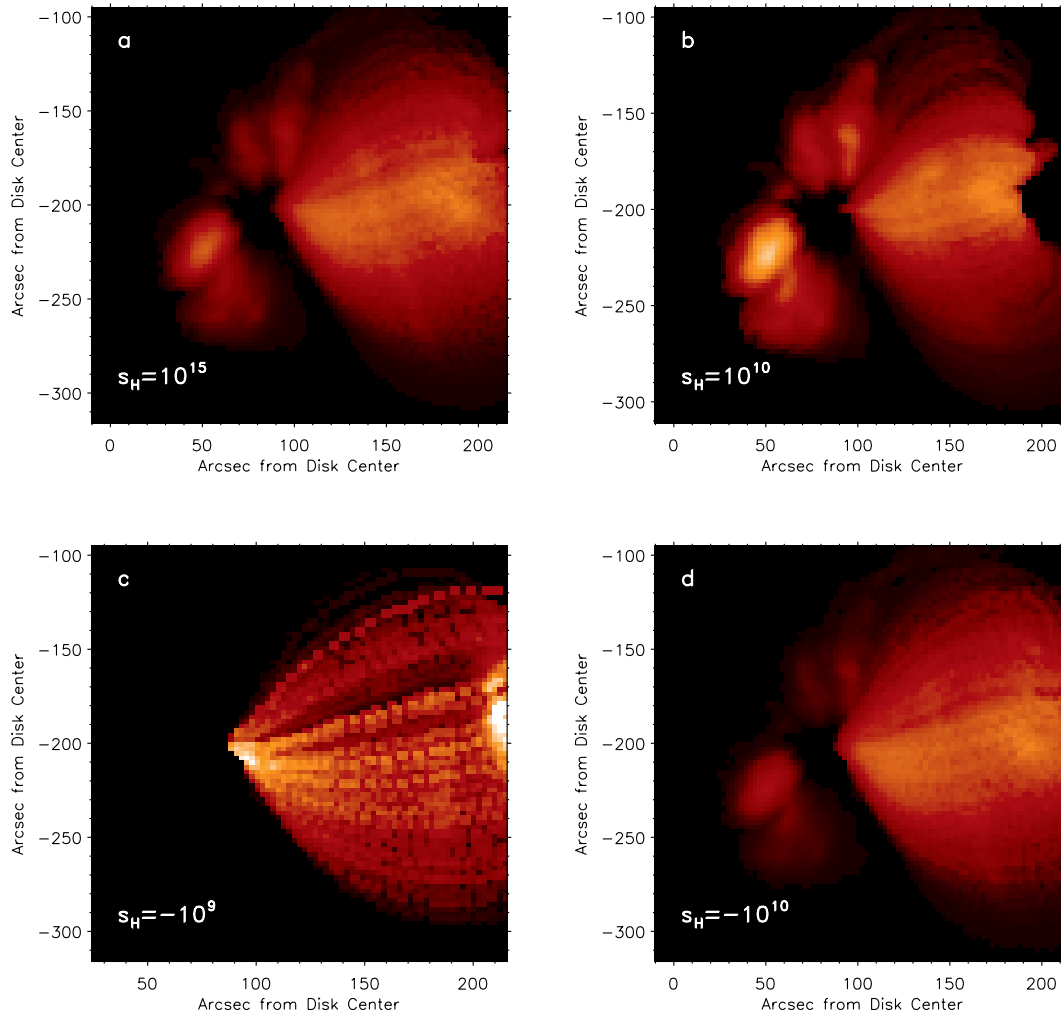 a
−100
−150
−200
−250
−300
Arcsec from Disk Center
s_H=10^15
0 50 100 150 200
Arcsec from Disk Center
b
−100
−150
−200
−250
−300
Arcsec from Disk Center
s_H=10^10
0 50 100 150 200
Arcsec from Disk Center
c
−100
−150
−200
−250
−300
Arcsec from Disk Center
s_H=−10^9
50 100 150 200
Arcsec from Disk Center
d
−100
−150
−200
−250
−300
Arcsec from Disk Center
s_H=−10^10
0 50 100 150 200
Arcsec from Disk Center